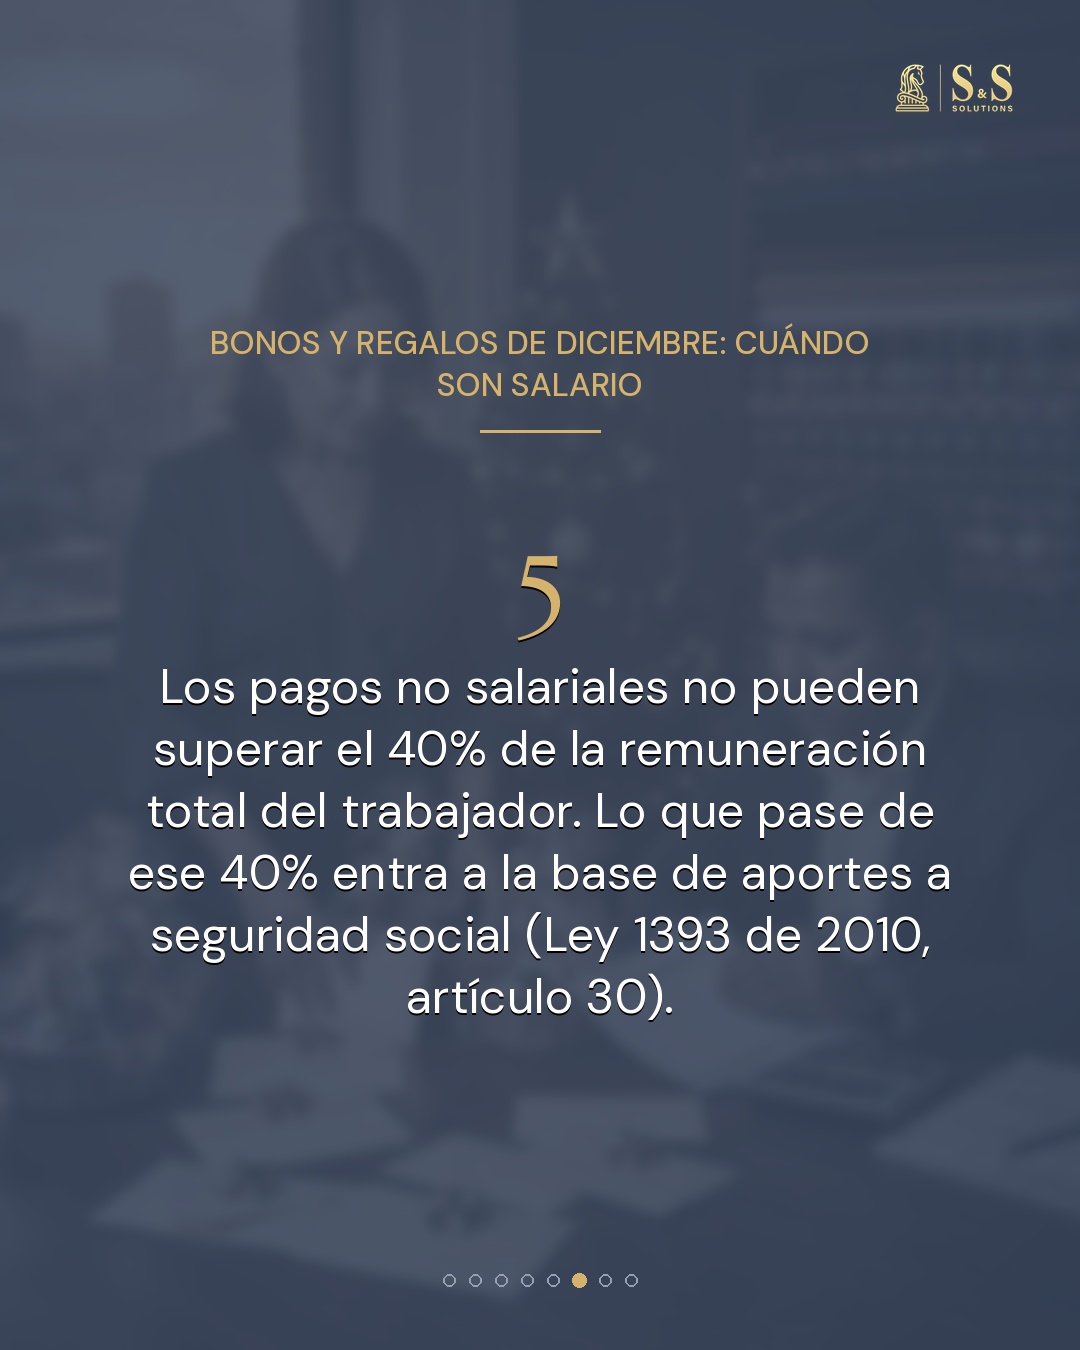 S&S
SOLUTIONS
BONOS Y REGALOS DE DICIEMBRE: CUÁNDO
SON SALARIO
5
Los pagos no salariales no pueden
superar el 40% de la remuneración
total del trabajador. Lo que pase de
ese 40% entra a la base de aportes a
seguridad social (Ley 1393 de 2010,
artículo 30).